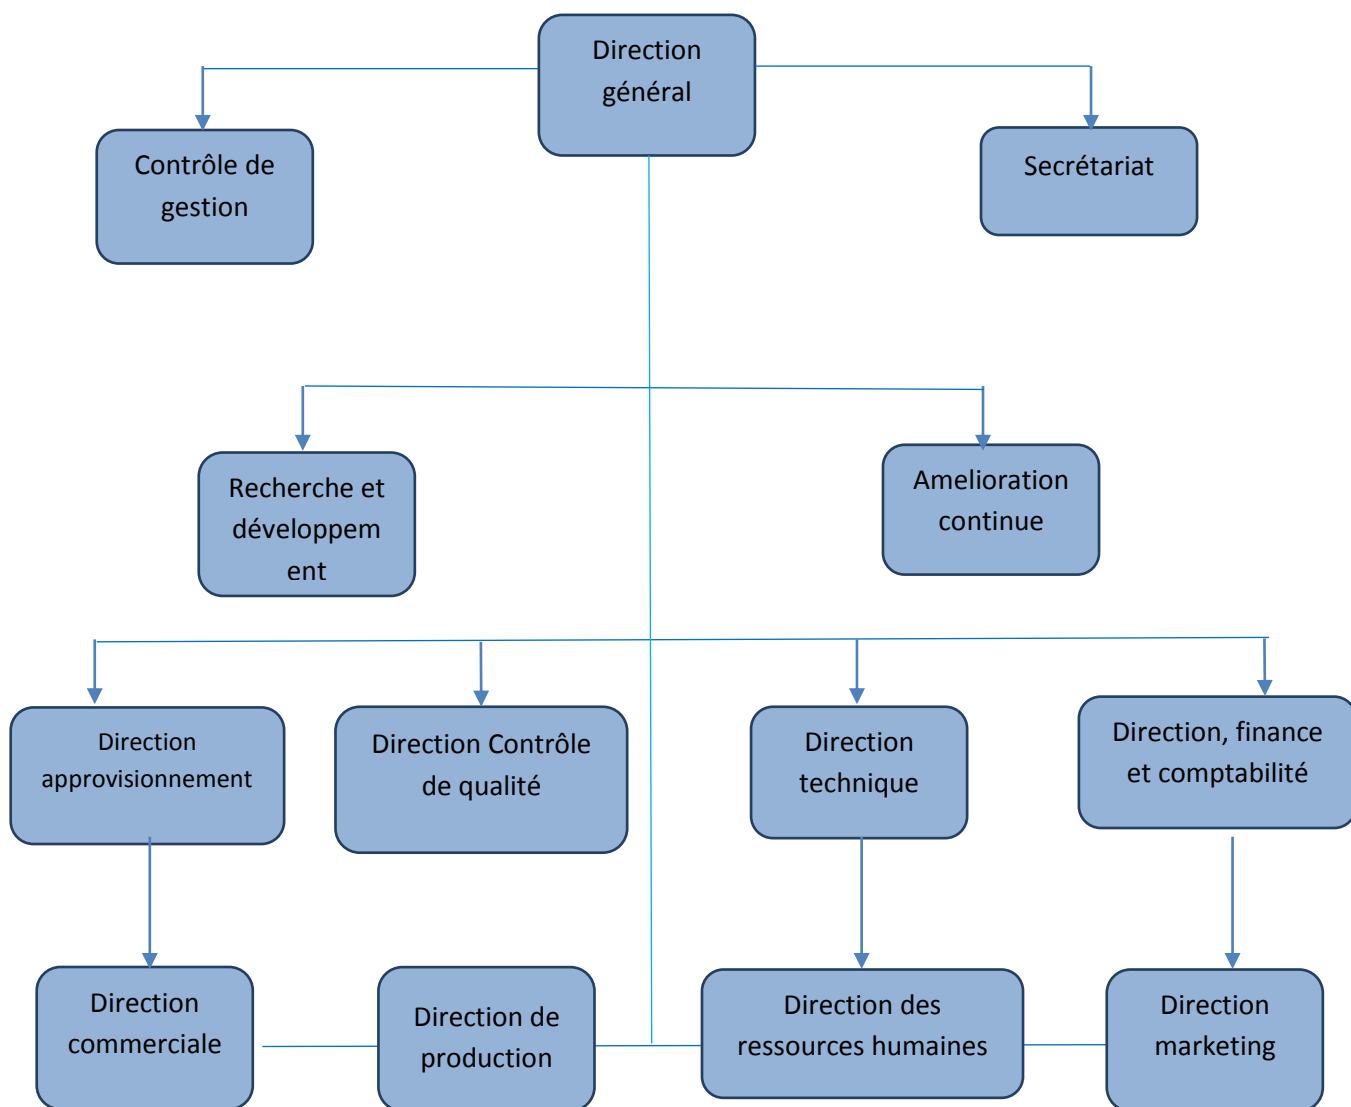 Direction
général
Contrôle de
gestion
Secrétariat
Recherche et
développem
ent
Amelioration
continue
Direction
approvisionnement
Direction Contrôle
de qualité
Direction
technique
Direction, finance
et comptabilité
Direction
commerciale
Direction de
production
Direction des
ressources humaines
Direction
marketing